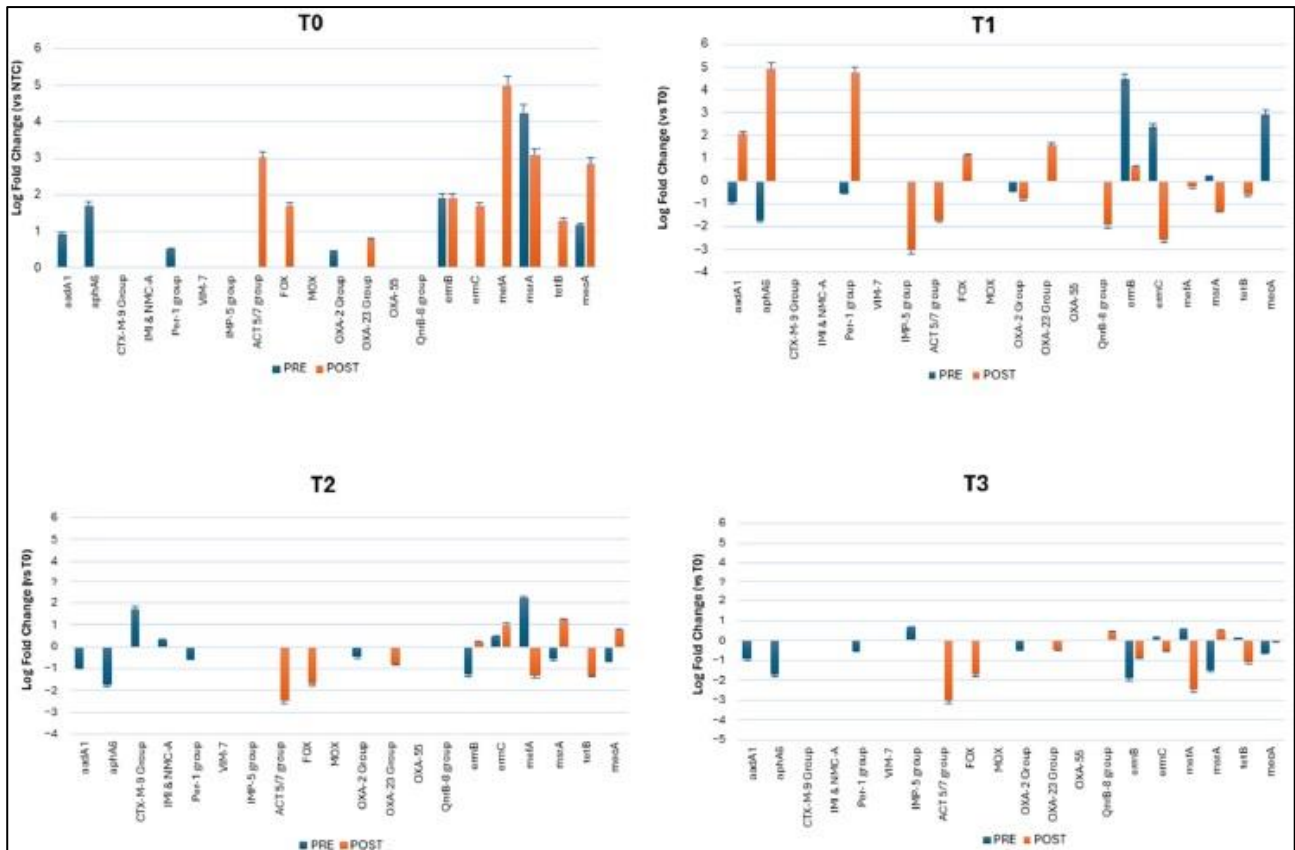 T0
Log Fold Change (vs NTC)
6
5
4
3
2
1
0
aadA1
aphA6
CTX-M-9 Group
IMI & NMC-A
Per-1 group
VIM-7
IMP-5 group
ACT 5/7 group
FOX
MOX
OXA-2 Group
OXA-23 Group
OXA-55
QnrB-8 group
ermB
ermC
mefA
msrA
tetB
mecA
PRE
POST
T1
Log Fold Change (vs T0)
6
5
4
3
2
1
0
−1
−2
−3
−4
aadA1
aphA6
CTX-M-9 Group
IMI & NMC-A
Per-1 group
VIM-7
IMP-5 group
ACT 5/7 group
FOX
MOX
OXA-2 Group
OXA-23 Group
OXA-55
QnrB-8 group
ermB
ermC
mefA
msrA
tetB
mecA
PRE
POST
T2
Log Fold Change (vs T0)
6
5
4
3
2
1
0
−1
−2
−3
−4
aadA1
aphA6
CTX-M-9 Group
IMI & NMC-A
Per-1 group
VIM-7
IMP-5 group
ACT 5/7 group
FOX
MOX
OXA-2 Group
OXA-23 Group
OXA-55
QnrB-8 group
ermB
ermC
mefA
msrA
tetB
mecA
PRE
POST
T3
Log Fold Change (vs T0)
6
5
4
3
2
1
0
−1
−2
−3
−4
−5
aadA1
aphA6
CTX-M-9 Group
IMI & NMC-A
Per-1 group
VIM-7
IMP-5 group
ACT 5/7 group
FOX
MOX
OXA-2 Group
OXA-23 Group
OXA-55
QnrB-8 group
ermB
ermC
mefA
msrA
tetB
mecA
PRE
POST